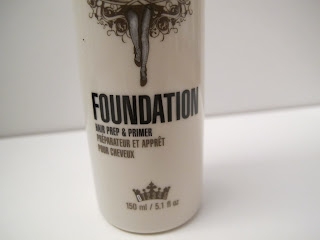 FOUNDATION
HAIR PREP & PRIMER
PRÉPARATEUR ET APPRÊT
POUR CHEVEUX
150 ml / 5.1 fl oz